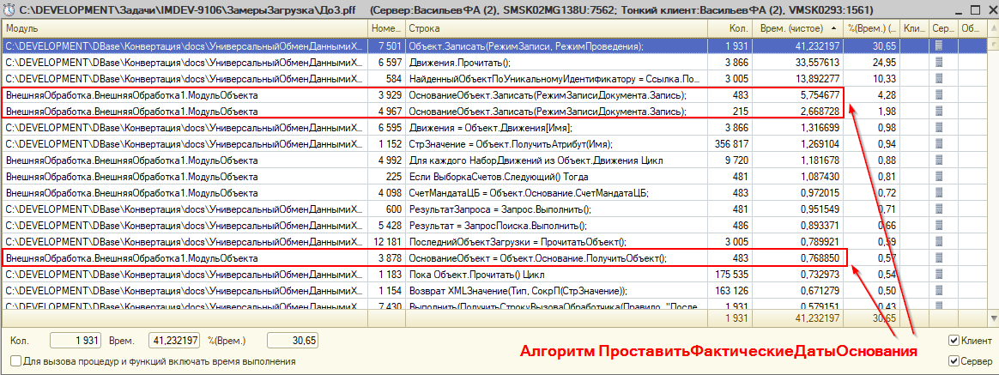 C:\DEVELOPMENT\Задачи\IMDEV-9106\ЗамерыЗагрузка\До3.pff (Сервер:ВасильевФА (2), SMSK02MG138U:7562; Тонкий клиент:ВасильевФА (2), VMSK0293:1561)
Модуль Номе... Строка Кол. Врем. (чистое) %(Врем.) (... Кли... Сер... Об...
C:\DEVELOPMENT\DBase\Конвертация\docs\УниверсальныйОбменДаннымиХ... 7 501 Объект.Записать(РежимЗаписи, РежимПроведения); 1 931 41,232197 30,65
C:\DEVELOPMENT\DBase\Конвертация\docs\УниверсальныйОбменДаннымиХ... 6 597 Движения.Прочитать(); 3 866 33,557613 24,95
C:\DEVELOPMENT\DBase\Конвертация\docs\УниверсальныйОбменДаннымиХ... 584 НайденныйОбъектПоУникальномуИдентификатору = Ссылка.По... 3 005 13,892277 10,33
ВнешняяОбработка.ВнешняяОбработка1.МодульОбъекта 3 929 ОснованиеОбъект.Записать(РежимЗаписиДокумента.Запись); 483 5,754677 4,28
ВнешняяОбработка.ВнешняяОбработка1.МодульОбъекта 4 967 ОснованиеОбъект.Записать(РежимЗаписиДокумента.Запись); 215 2,668728 1,98
C:\DEVELOPMENT\DBase\Конвертация\docs\УниверсальныйОбменДаннымиХ... 6 595 Движения = Объект.Движения[Имя]; 3 866 1,316699 0,98
C:\DEVELOPMENT\DBase\Конвертация\docs\УниверсальныйОбменДаннымиХ... 1 152 СтрЗначение = Объект.ПолучитьАтрибут(Имя); 356 817 1,269104 0,94
ВнешняяОбработка.ВнешняяОбработка1.МодульОбъекта 4 992 Для каждого НаборДвижений из Объект.Движения Цикл 9 720 1,181678 0,88
ВнешняяОбработка.ВнешняяОбработка1.МодульОбъекта 225 Если ВыборкаСчетов.Следующий() Тогда 481 1,087430 0,81
ВнешняяОбработка.ВнешняяОбработка1.МодульОбъекта 4 098 СчетМандатаЦБ = Объект.Основание.СчетМандатаЦБ; 539 0,972015 0,72
C:\DEVELOPMENT\DBase\Конвертация\docs\УниверсальныйОбменДаннымиХ... 600 РезультатЗапроса = Запрос.Выполнить(); 481 0,951549 0,71
C:\DEVELOPMENT\DBase\Конвертация\docs\УниверсальныйОбменДаннымиХ... 5 428 Результат = ЗапросПоиска.Выполнить(); 486 0,893371 0,66
C:\DEVELOPMENT\DBase\Конвертация\docs\УниверсальныйОбменДаннымиХ... 12 181 ПоследнийОбъектЗагрузки = ПрочитатьОбъект(); 3 005 0,789921 0,59
ВнешняяОбработка.ВнешняяОбработка1.МодульОбъекта 3 878 ОснованиеОбъект = Объект.Основание.ПолучитьОбъект(); 483 0,768850 0,57
C:\DEVELOPMENT\DBase\Конвертация\docs\УниверсальныйОбменДаннымиХ... 1 183 Пока Объект.Прочитать() Цикл 175 535 0,732973 0,54
C:\DEVELOPMENT\DBase\Конвертация\docs\УниверсальныйОбменДаннымиХ... 1 154 Возврат XMLЗначение(Тип, СокрП(СтрЗначение)); 163 126 0,671279 0,50
C:\DEVELOPMENT\DBase\Конвертация\docs\УниверсальныйОбменДаннымиХ... 7 430 Выполнить(ПолучитьСтрокуВызоваОбработчика(Правило, "После... 1 931 0,579151 0,43
1 931 41,232197 30,65
Кол. 1 931 Врем. 41,232197 %(Врем.) 30,65
Алгоритм ПроставитьФактическиеДатыОснования
Клиент
Для вызова процедур и функций включать время выполнения
Сервер